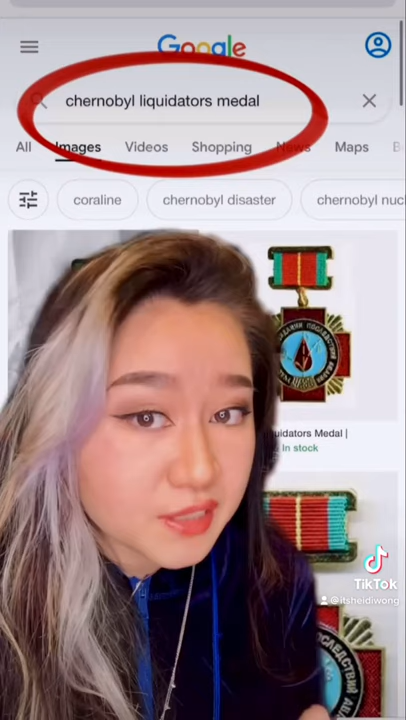 Google
chernobyl liquidators medal
All Images Videos Shopping News Maps
coraline chernobyl disaster chernobyl nuc
uidators Medal |
In stock
TikTok
@itsheidiwong